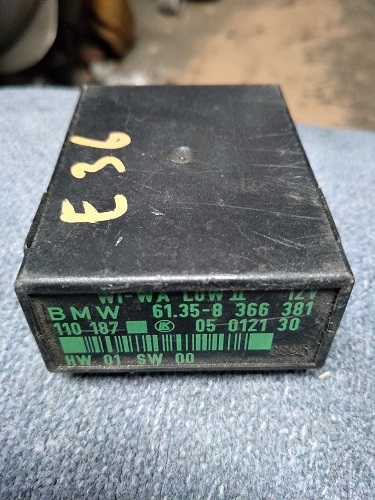 E36
WI-WA LOW II 12V
BMW 61.35-8 366 381
110 187 LK 05 0121 30
HW 01 SW 00